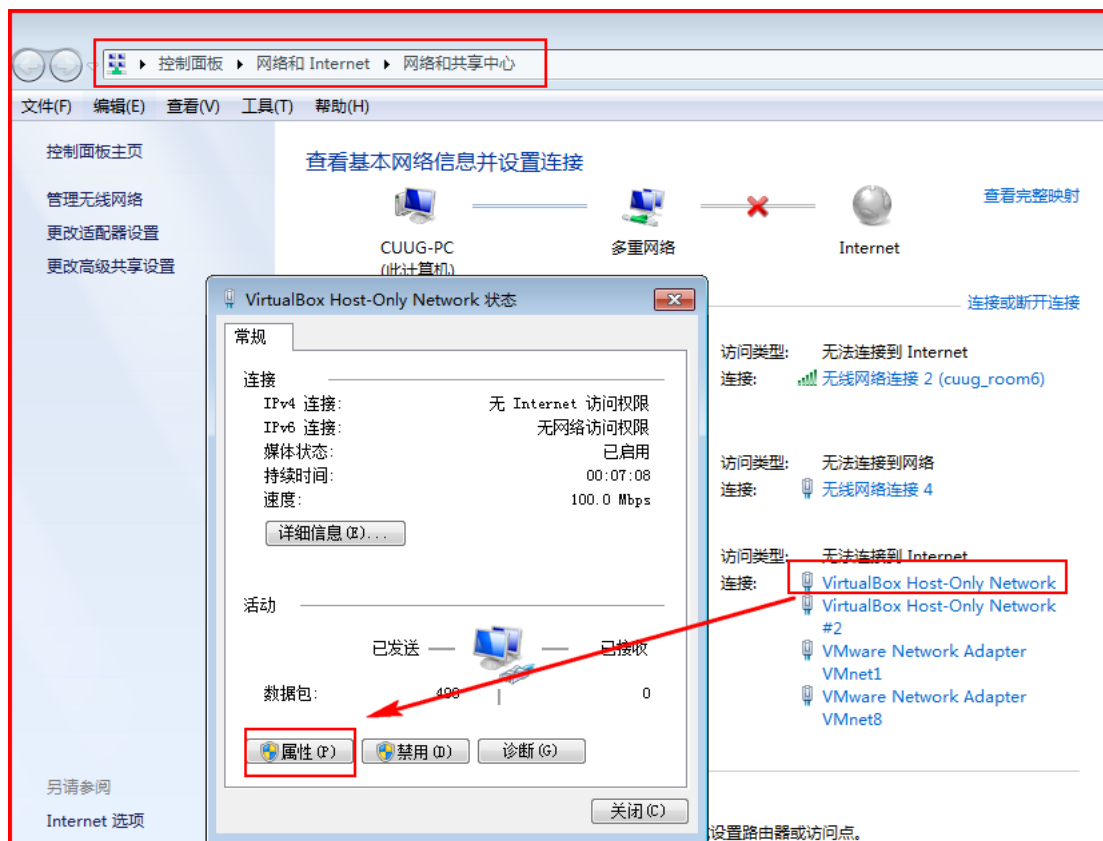 控制面板 ▸ 网络和 Internet ▸ 网络和共享中心
文件(F) 编辑(E) 查看(V) 工具(T) 帮助(H)
控制面板主页
管理无线网络
更改适配器设置
更改高级共享设置
另请参阅
Internet 选项
查看基本网络信息并设置连接
查看完整映射
CUUG-PC
(此计算机)
多重网络
Internet
连接或断开连接
访问类型: 无法连接到 Internet
连接: 无线网络连接 2 (cuug_room6)
访问类型: 无法连接到网络
连接: 无线网络连接 4
访问类型: 无法连接到 Internet
连接: VirtualBox Host-Only Network
VirtualBox Host-Only Network
#2
VMware Network Adapter
VMnet1
VMware Network Adapter
VMnet8
设置路由器或访问点。
VirtualBox Host-Only Network 状态
常规
连接
IPv4 连接: 无 Internet 访问权限
IPv6 连接: 无网络访问权限
媒体状态: 已启用
持续时间: 00:07:08
速度: 100.0 Mbps
详细信息(E)...
活动
已发送 — — 已接收
数据包: 498 | 0
属性(P) 禁用(D) 诊断(G)
关闭(C)